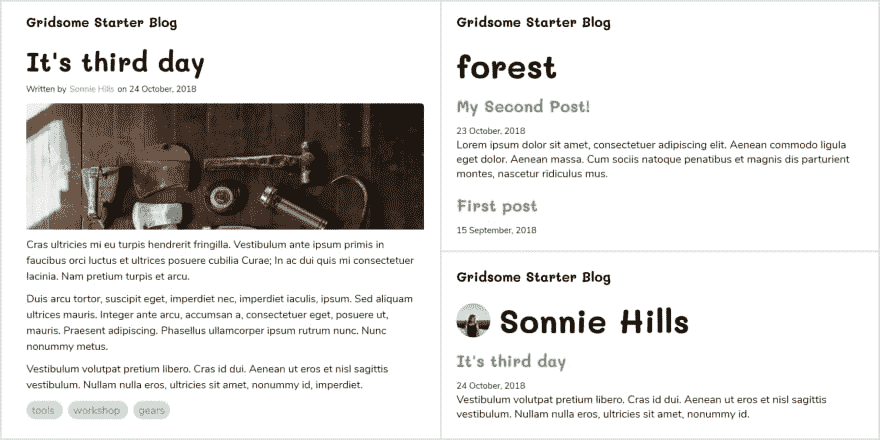 Gridsome Starter Blog
It's third day
Written by Sonnie Hills on 24 October, 2018
Cras ultricies mi eu turpis hendrerit fringilla. Vestibulum ante ipsum primis in
faucibus orci luctus et ultrices posuere cubilia Curae; In ac dui quis mi consectetuer
lacinia. Nam pretium turpis et arcu.
Duis arcu tortor, suscipit eget, imperdiet nec, imperdiet iaculis, ipsum. Sed aliquam
ultrices mauris. Integer ante arcu, accumsan a, consectetuer eget, posuere ut,
mauris. Praesent adipiscing. Phasellus ullamcorper ipsum rutrum nunc. Nunc
nonummy metus.
Vestibulum volutpat pretium libero. Cras id dui. Aenean ut eros et nisl sagittis
vestibulum. Nullam nulla eros, ultricies sit amet, nonummy id, imperdiet.
tools workshop gears
Gridsome Starter Blog
forest
My Second Post!
23 October, 2018
Lorem ipsum dolor sit amet, consectetuer adipiscing elit. Aenean commodo ligula
eget dolor. Aenean massa. Cum sociis natoque penatibus et magnis dis parturient
montes, nascetur ridiculus mus.
First post
15 September, 2018
Gridsome Starter Blog
Sonnie Hills
It's third day
24 October, 2018
Vestibulum volutpat pretium libero. Cras id dui. Aenean ut eros et nisl sagittis
vestibulum. Nullam nulla eros, ultricies sit amet, nonummy id.